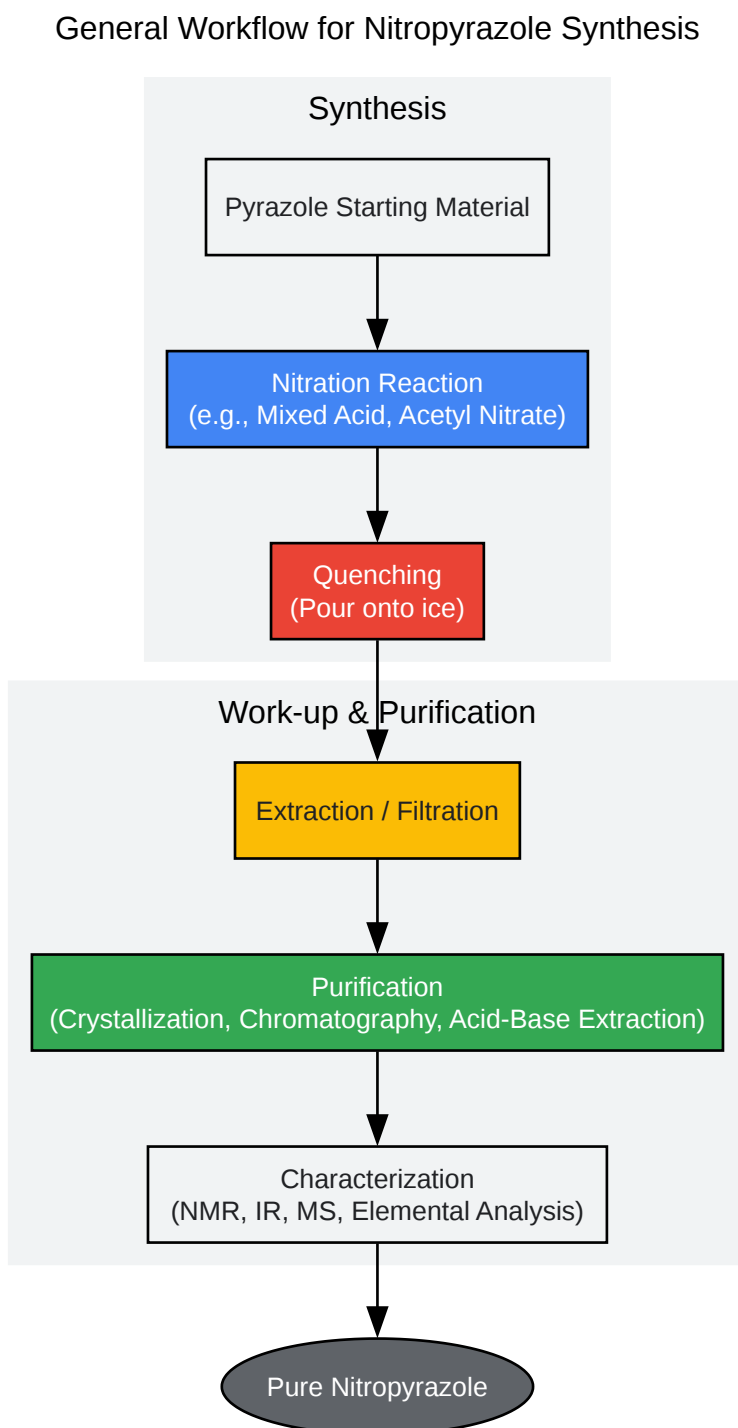 General Workflow for Nitropyrazole Synthesis
Synthesis
Pyrazole Starting Material
Nitration Reaction
(e.g., Mixed Acid, Acetyl Nitrate)
Quenching
(Pour onto ice)
Work-up & Purification
Extraction / Filtration
Purification
(Crystallization, Chromatography, Acid-Base Extraction)
Characterization
(NMR, IR, MS, Elemental Analysis)
Pure Nitropyrazole